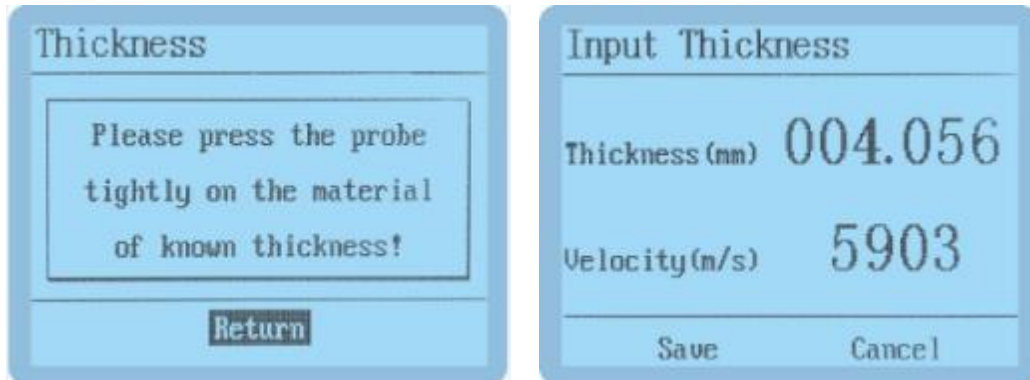 Thickness
Please press the probe
tightly on the material
of known thickness!
Return
Input Thickness
Thickness(mm) 004.056
Velocity(m/s) 5903
Save Cancel